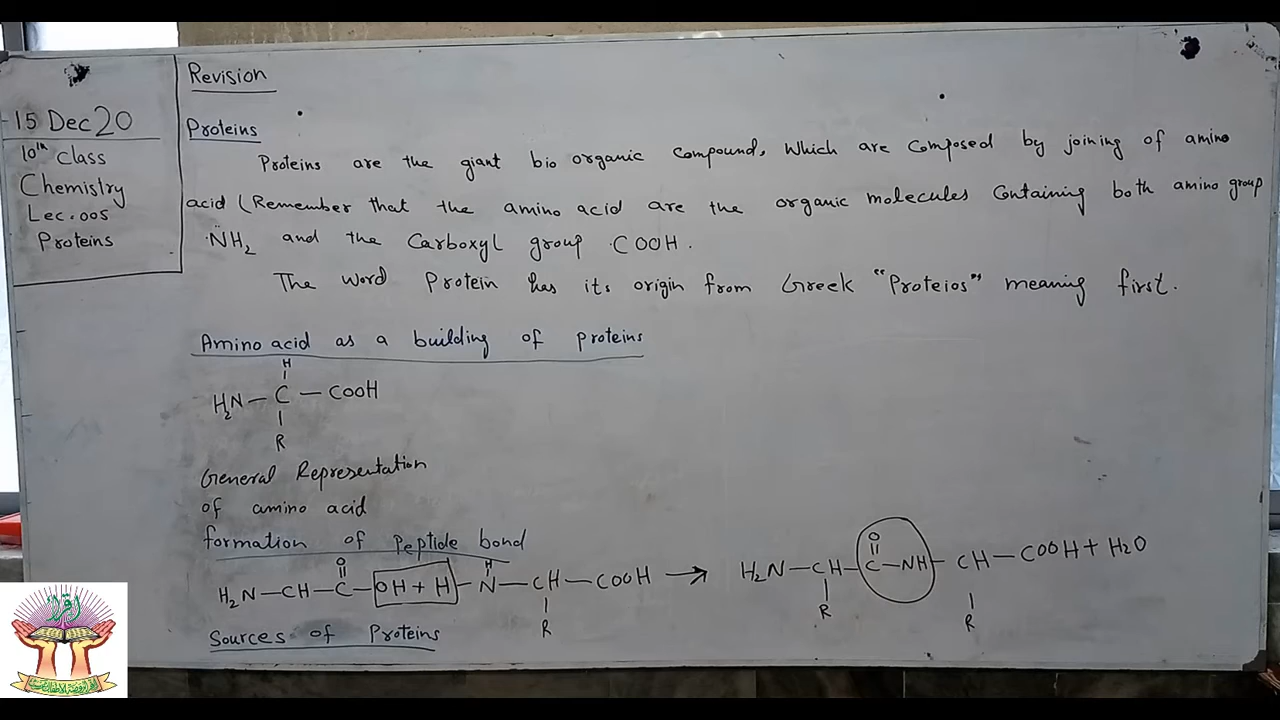 15 Dec 20
10th class
Chemistry
Lec. 005
Proteins
Revision
Proteins
Proteins are the giant bio organic compound, Which are composed by joining of amino
acid (Remember that the amino acid are the organic molecules Containing both amino group
.N̈H₂ and the Carboxyl group .COOH.
The word Protein has its origin from Greek "Proteios" meaning first.
Amino acid as a building of proteins
H
H₂N – C – COOH
R
General Representation
of amino acid
formation of Peptide bond
O H O
H₂N – CH – C – OH + H – N – CH – COOH → H₂N – CH – C – NH – CH – COOH + H₂O
R R R
Sources of Proteins
اقرأ